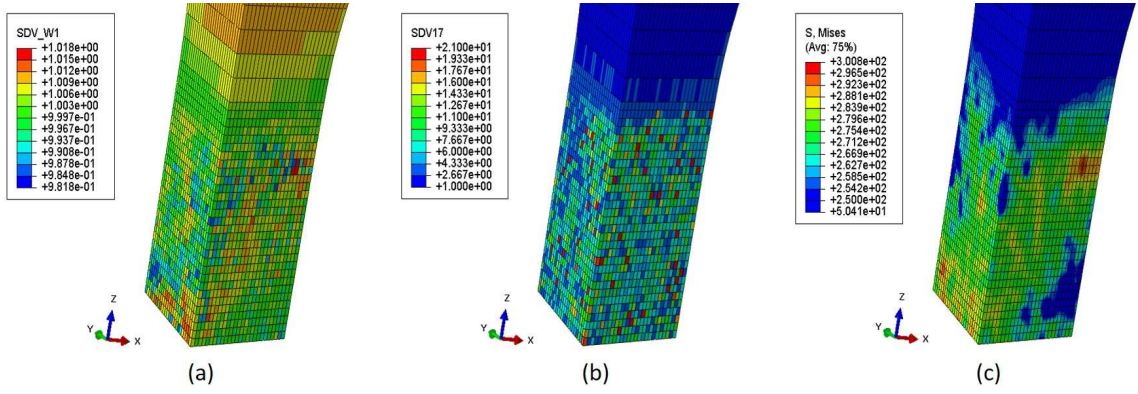 SDV_W1
+1.018e+00
+1.015e+00
+1.012e+00
+1.009e+00
+1.006e+00
+1.003e+00
+9.997e-01
+9.967e-01
+9.937e-01
+9.908e-01
+9.878e-01
+9.848e-01
+9.818e-01
Z
Y
X
(a)
SDV17
+2.100e+01
+1.933e+01
+1.767e+01
+1.600e+01
+1.433e+01
+1.267e+01
+1.100e+01
+9.333e+00
+7.667e+00
+6.000e+00
+4.333e+00
+2.667e+00
+1.000e+00
Z
Y
X
(b)
S, Mises
(Avg: 75%)
+3.008e+02
+2.965e+02
+2.923e+02
+2.881e+02
+2.839e+02
+2.796e+02
+2.754e+02
+2.712e+02
+2.669e+02
+2.627e+02
+2.585e+02
+2.542e+02
+2.500e+02
+5.041e+01
Z
Y
X
(c)